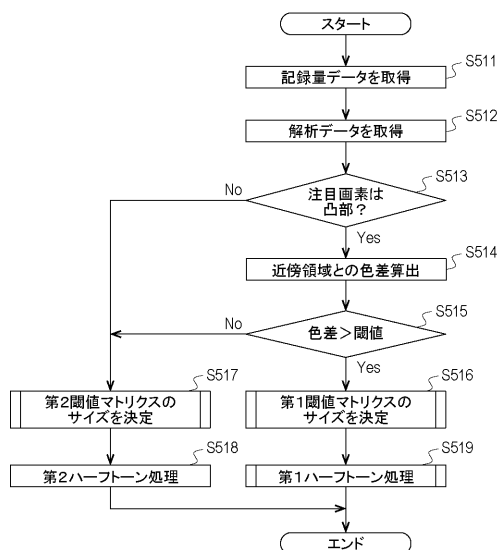 スタート
S511
記録量データを取得
S512
解析データを取得
S513
No
注目画素は
凸部?
Yes
S514
近傍領域との色差算出
S515
No
色差>閾値
Yes
S517
S516
第2閾値マトリクスの
サイズを決定
第1閾値マトリクスの
サイズを決定
S518
S519
第2ハーフトーン処理
第1ハーフトーン処理
エンド